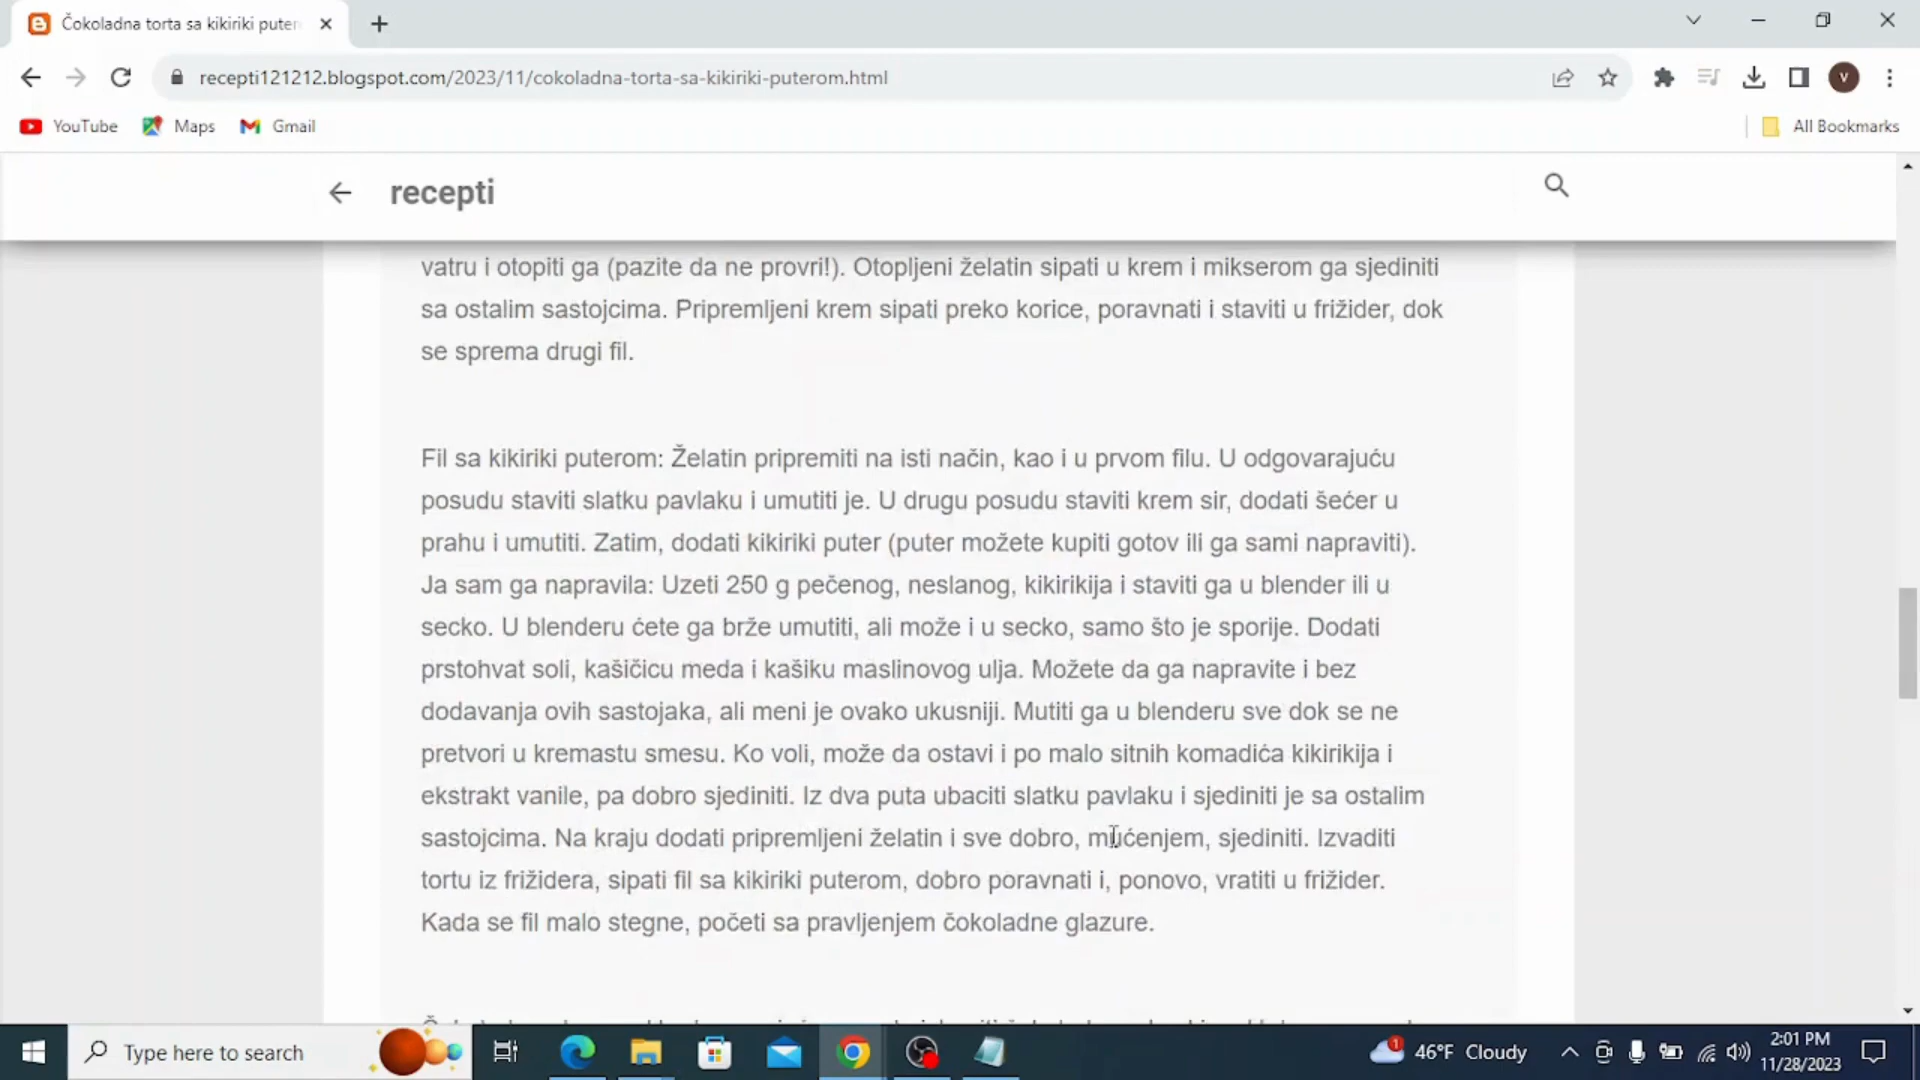 Čokoladna torta sa kikiriki puter
recepti121212.blogspot.com/2023/11/cokoladna-torta-sa-kikiriki-puterom.html
V
YouTube
Maps
Gmail
All Bookmarks
recepti
vatru i otopiti ga (pazite da ne provri!). Otopljeni želatin sipati u krem i mikserom ga sjediniti
sa ostalim sastojcima. Pripremljeni krem sipati preko korice, poravnati i staviti u frižider, dok
se sprema drugi fil.
Fil sa kikiriki puterom: Želatin pripremiti na isti način, kao i u prvom filu. U odgovarajuću
posudu staviti slatku pavlaku i umutiti je. U drugu posudu staviti krem sir, dodati šećer u
prahu i umutiti. Zatim, dodati kikiriki puter (puter možete kupiti gotov ili ga sami napraviti).
Ja sam ga napravila: Uzeti 250 g pečenog, neslanog, kikirikija i staviti ga u blender ili u
secko. U blenderu ćete ga brže umutiti, ali može i u secko, samo što je sporije. Dodati
prstohvat soli, kašičicu meda i kašiku maslinovog ulja. Možete da ga napravite i bez
dodavanja ovih sastojaka, ali meni je ovako ukusniji. Mutiti ga u blenderu sve dok se ne
pretvori u kremastu smesu. Ko voli, može da ostavi i po malo sitnih komadića kikirikija i
ekstrakt vanile, pa dobro sjediniti. Iz dva puta ubaciti slatku pavlaku i sjediniti je sa ostalim
sastojcima. Na kraju dodati pripremljeni želatin i sve dobro, mućenjem, sjediniti. Izvaditi
tortu iz frižidera, sipati fil sa kikiriki puterom, dobro poravnati i, ponovo, vratiti u frižider.
Kada se fil malo stegne, početi sa pravljenjem čokoladne glazure.
Type here to search
1
46°F Cloudy
2:01 PM
11/28/2023